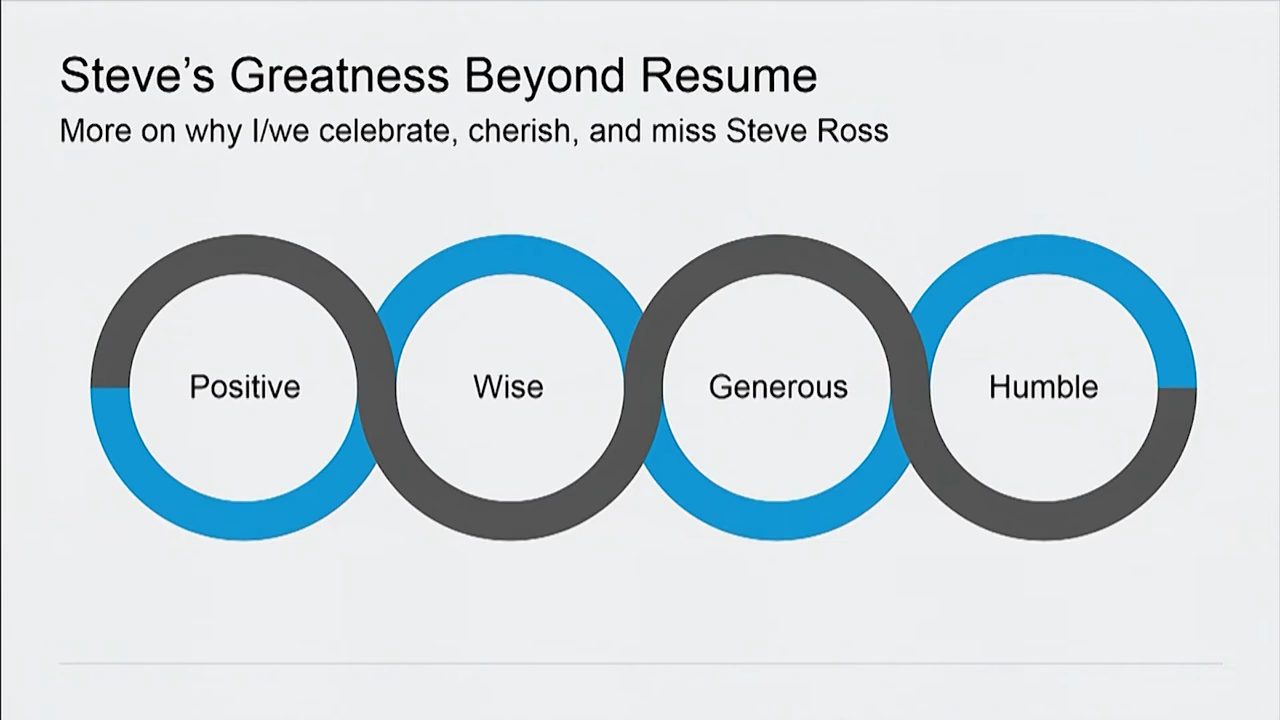 Steve’s Greatness Beyond Resume
More on why I/we celebrate, cherish, and miss Steve Ross
Positive
Wise
Generous
Humble